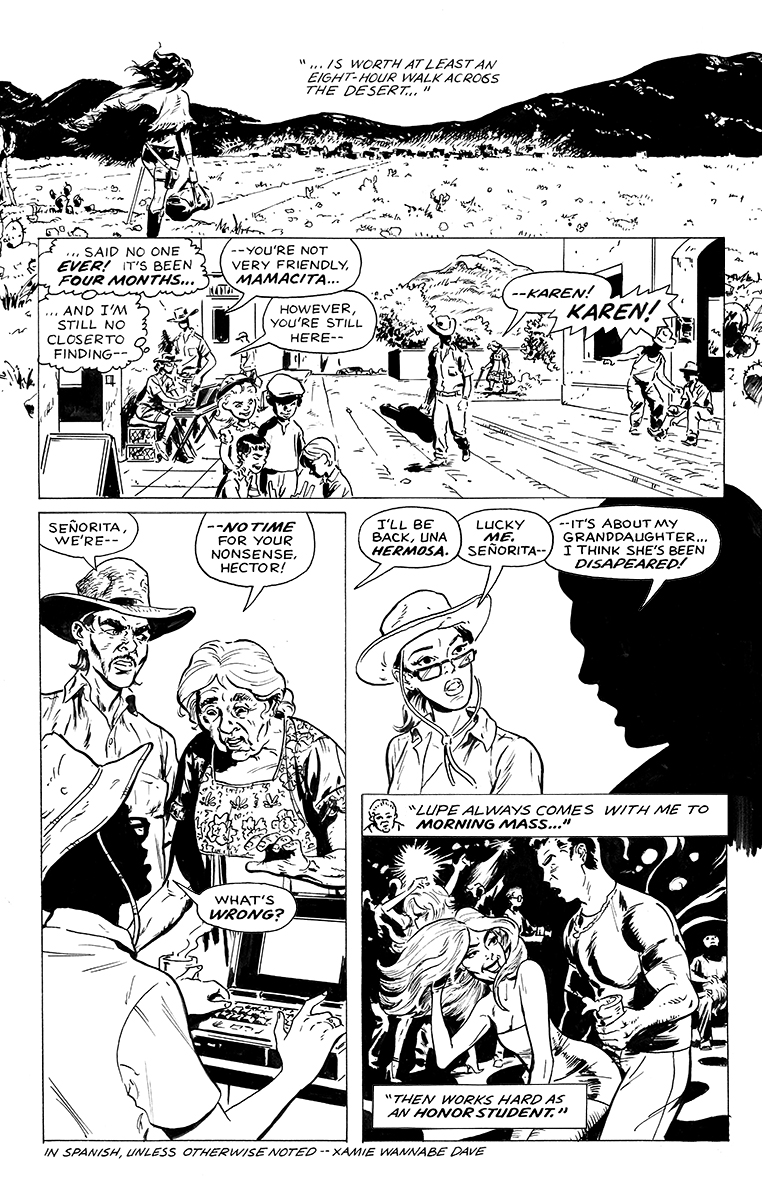 "... IS WORTH AT LEAST AN
EIGHT-HOUR WALK ACROSS
THE DESERT..."
... SAID NO ONE
EVER! IT'S BEEN
FOUR MONTHS...
... AND I'M
STILL NO
CLOSER TO
FINDING--
--YOU'RE NOT
VERY FRIENDLY,
MAMACITA...
HOWEVER,
YOU'RE STILL
HERE--
--KAREN!
KAREN!
SEÑORITA,
WE'RE--
--NO TIME
FOR YOUR
NONSENSE,
HECTOR!
WHAT'S
WRONG?
I'LL BE
BACK, UNA
HERMOSA.
LUCKY
ME.
SEÑORITA--
--IT'S ABOUT MY
GRANDDAUGHTER...
I THINK SHE'S BEEN
DISAPEARED!
"LUPE ALWAYS COMES WITH ME TO
MORNING MASS..."
"THEN WORKS HARD AS
AN HONOR STUDENT."
IN SPANISH, UNLESS OTHERWISE NOTED -- XAMIE WANNABE DAVE